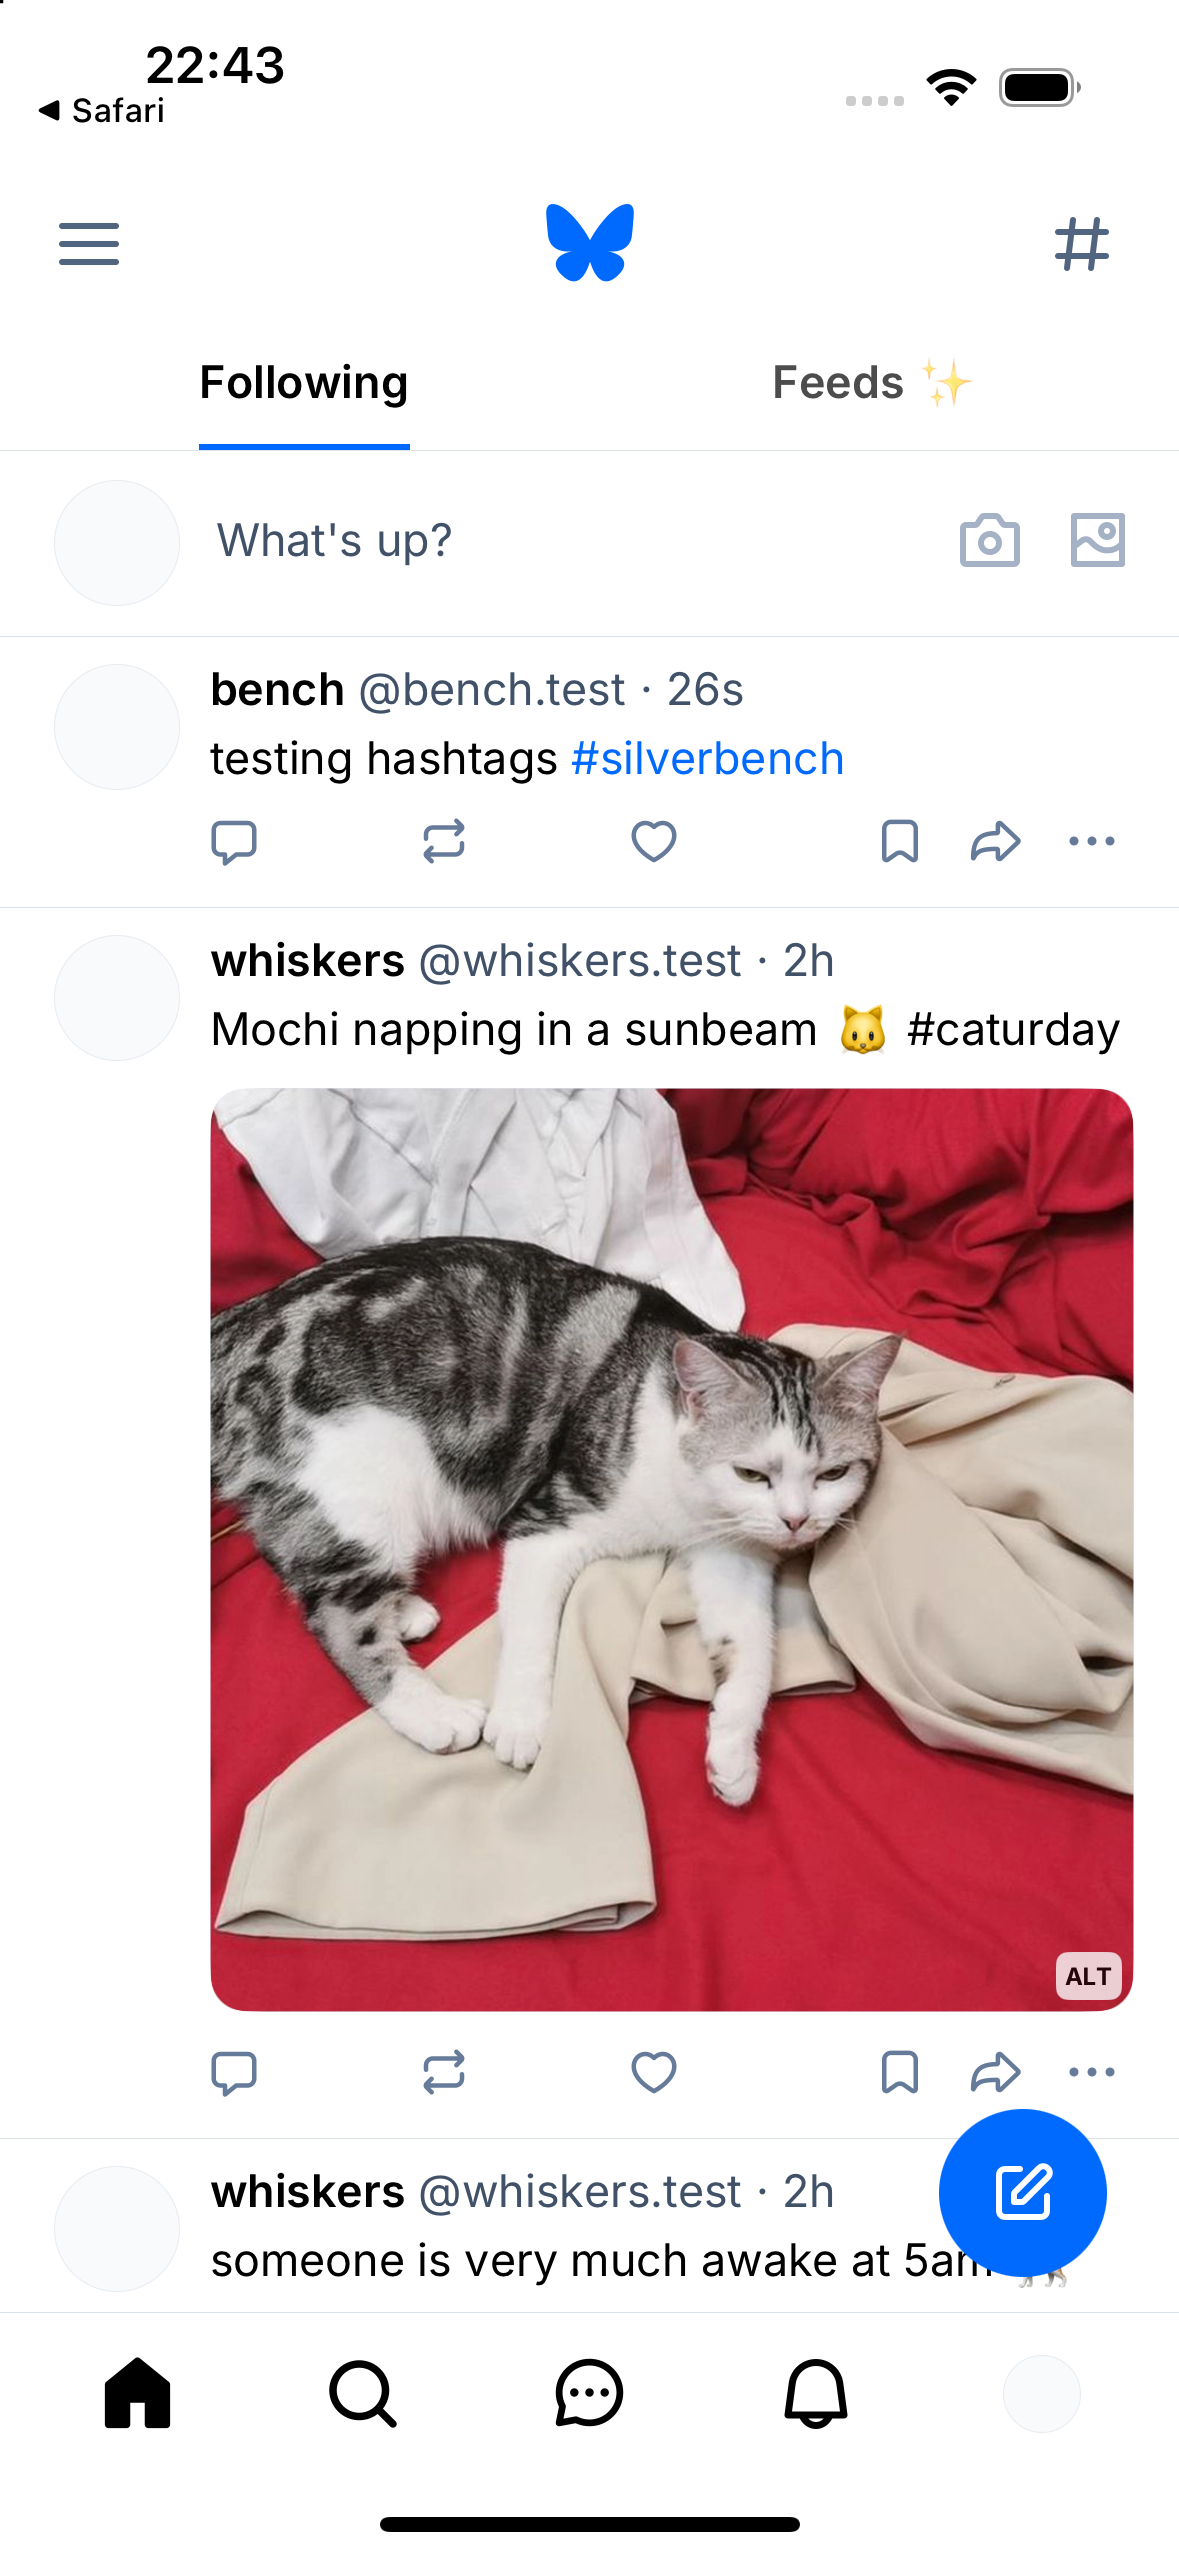 22:43
◀ Safari
Following
Feeds ✨
What's up?
bench @bench.test · 26s
testing hashtags #silverbench
whiskers @whiskers.test · 2h
Mochi napping in a sunbeam 🐱 #caturday
ALT
whiskers @whiskers.test · 2h
someone is very much awake at 5am